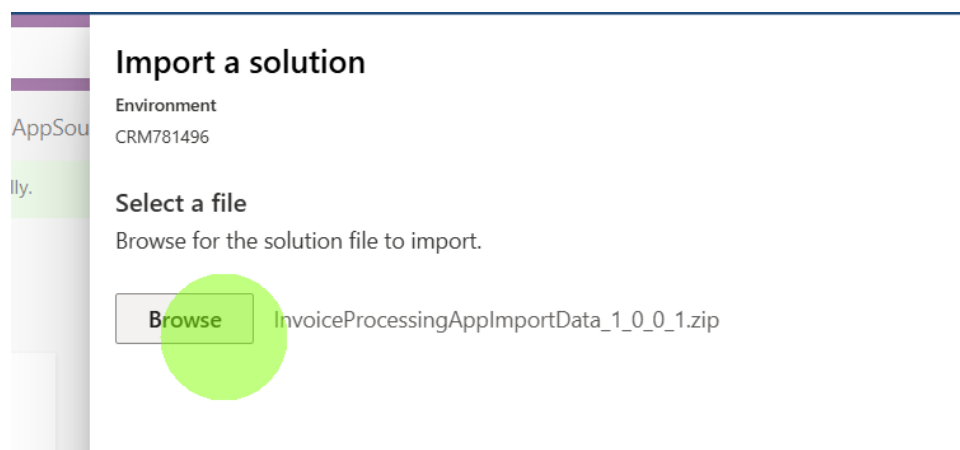 Import a solution
Environment
AppSou
CRM781496
lly.
Select a file
Browse for the solution file to import.
Browse
InvoiceProcessingAppImportData_1_0_0_1.zip